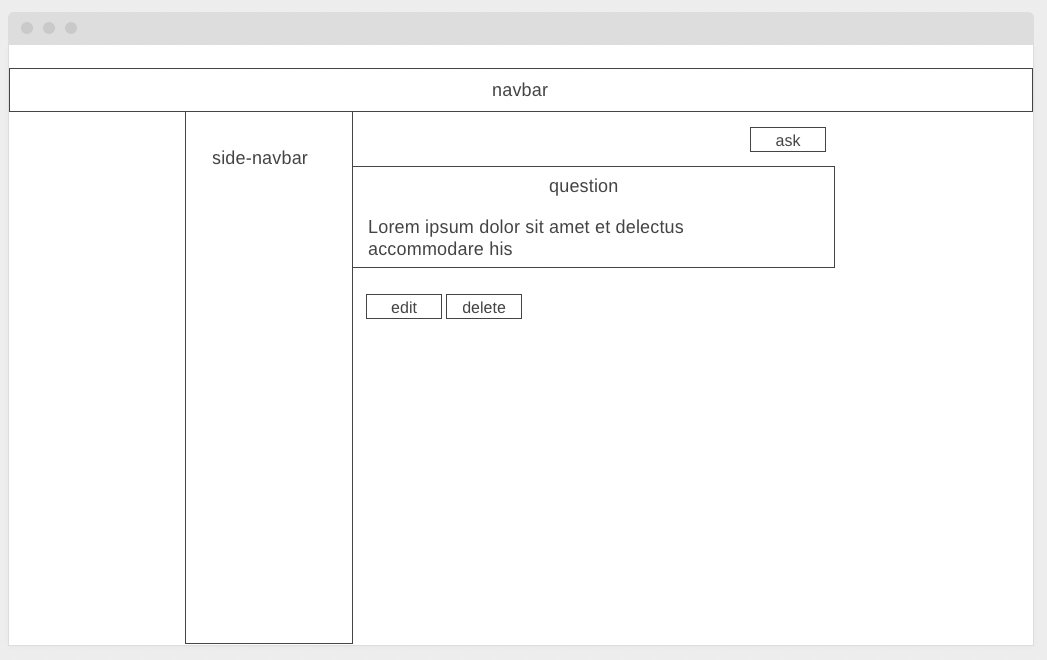 navbar
side-navbar
ask
question
Lorem ipsum dolor sit amet et delectus
accommodare his
edit
delete